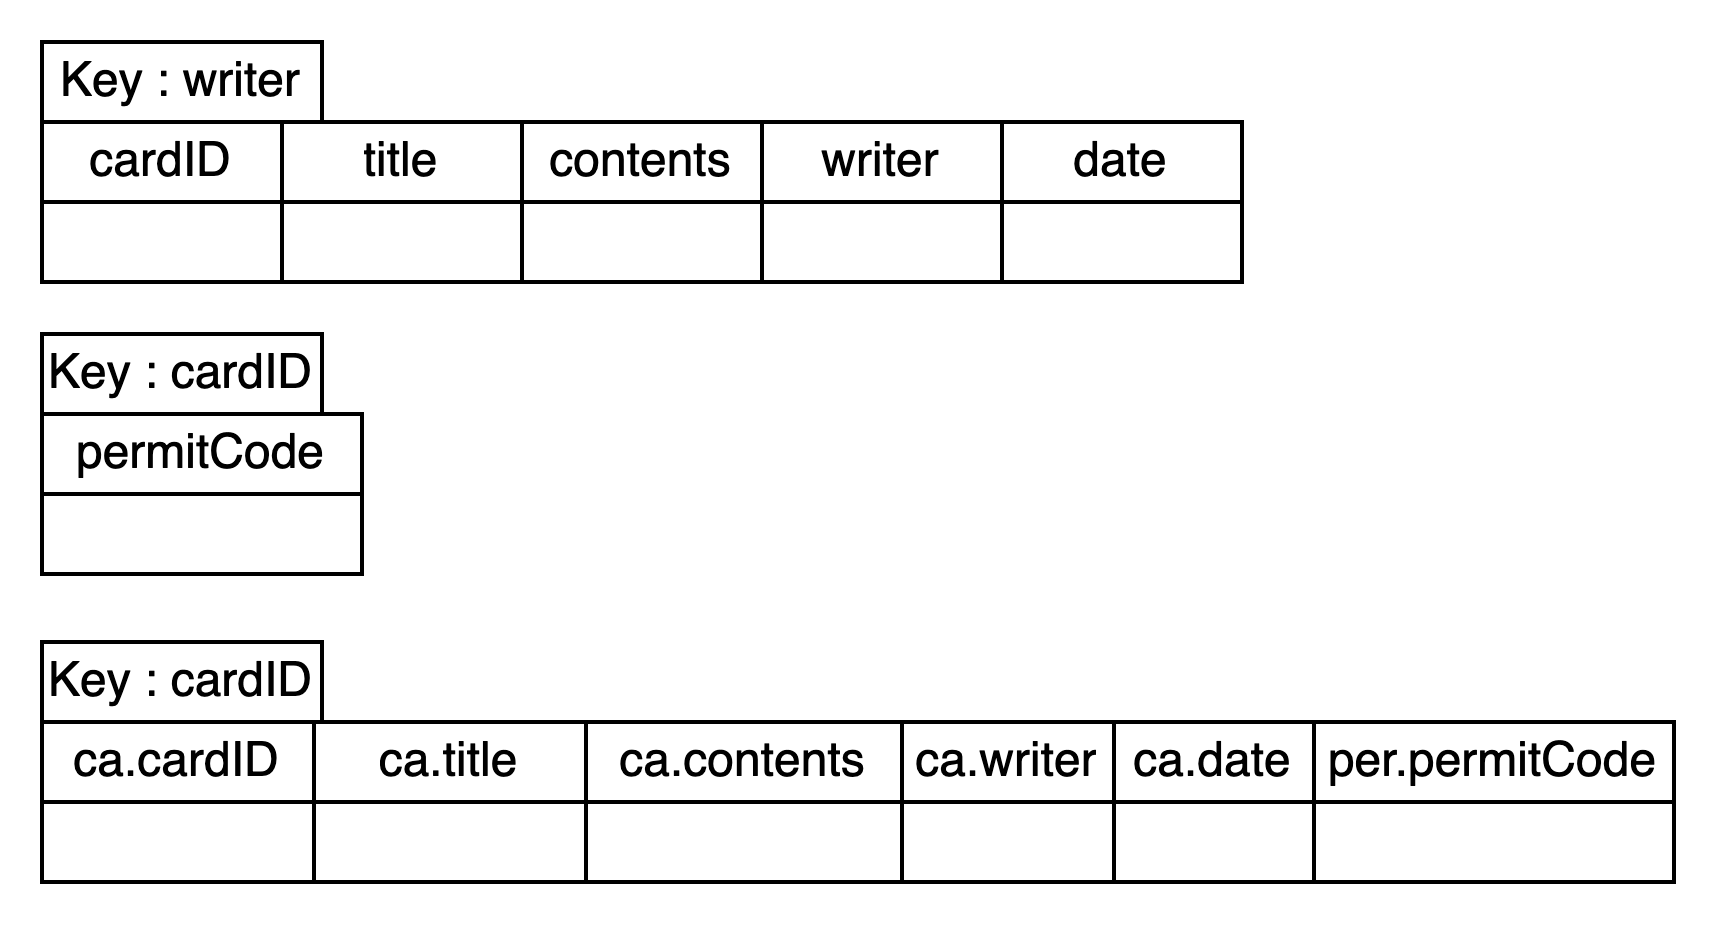 Key : writer
cardID title contents writer date
Key : cardID
permitCode
Key : cardID
ca.cardID ca.title ca.contents ca.writer ca.date per.permitCode